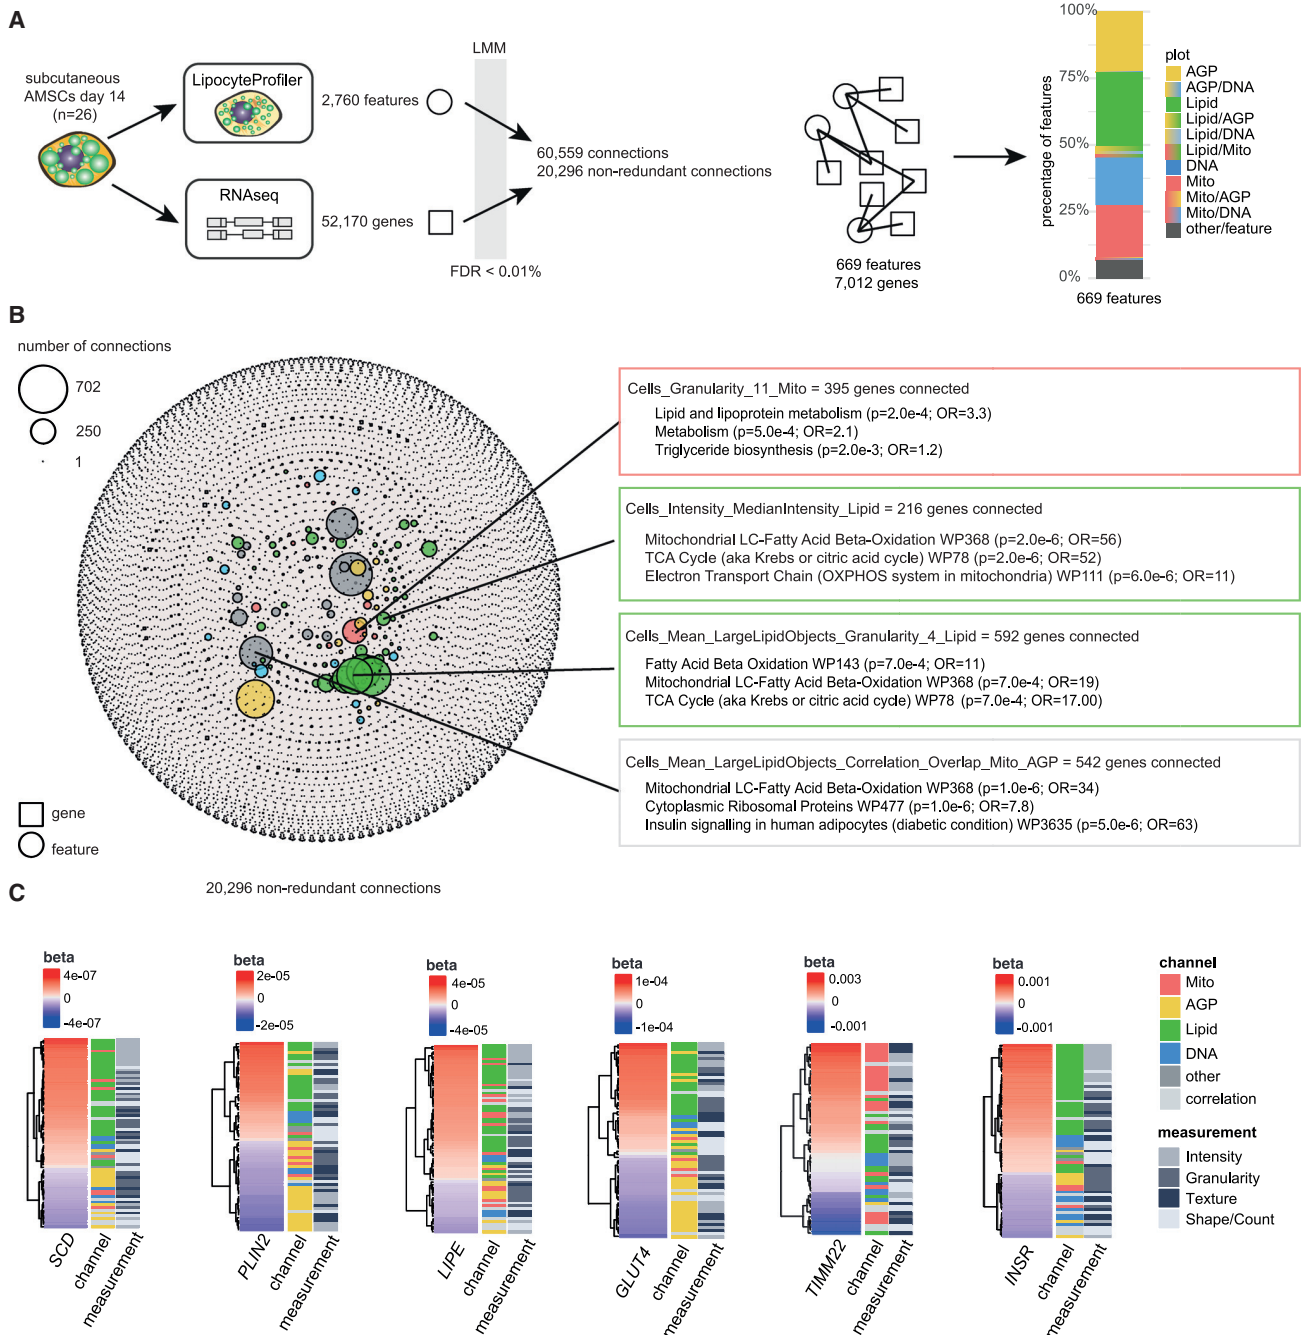 A
subcutaneous
AMSCs day 14
(n=26)
LipocyteProfiler
2,760 features
RNAseq
52,170 genes
LMM
FDR < 0.01%
60,559 connections
20,296 non-redundant connections
669 features
7,012 genes
precentage of features
100%
75%
50%
25%
0%
669 features
plot
AGP
AGP/DNA
Lipid
Lipid/AGP
Lipid/DNA
Lipid/Mito
DNA
Mito
Mito/AGP
Mito/DNA
other/feature
B
number of connections
702
250
1
gene
feature
20,296 non-redundant connections
Cells_Granularity_11_Mito = 395 genes connected
Lipid and lipoprotein metabolism (p=2.0e-4; OR=3.3)
Metabolism (p=5.0e-4; OR=2.1)
Triglyceride biosynthesis (p=2.0e-3; OR=1.2)
Cells_Intensity_MedianIntensity_Lipid = 216 genes connected
Mitochondrial LC-Fatty Acid Beta-Oxidation WP368 (p=2.0e-6; OR=56)
TCA Cycle (aka Krebs or citric acid cycle) WP78 (p=2.0e-6; OR=52)
Electron Transport Chain (OXPHOS system in mitochondria) WP111 (p=6.0e-6; OR=11)
Cells_Mean_LargeLipidObjects_Granularity_4_Lipid = 592 genes connected
Fatty Acid Beta Oxidation WP143 (p=7.0e-4; OR=11)
Mitochondrial LC-Fatty Acid Beta-Oxidation WP368 (p=7.0e-4; OR=19)
TCA Cycle (aka Krebs or citric acid cycle) WP78 (p=7.0e-4; OR=17.00)
Cells_Mean_LargeLipidObjects_Correlation_Overlap_Mito_AGP = 542 genes connected
Mitochondrial LC-Fatty Acid Beta-Oxidation WP368 (p=1.0e-6; OR=34)
Cytoplasmic Ribosomal Proteins WP477 (p=1.0e-6; OR=7.8)
Insulin signalling in human adipocytes (diabetic condition) WP3635 (p=5.0e-6; OR=63)
C
beta
4e-07
0
-4e-07
SCD
channel
measurement
beta
2e-05
0
-2e-05
PLIN2
channel
measurement
beta
4e-05
0
-4e-05
LIPE
channel
measurement
beta
1e-04
0
-1e-04
GLUT4
channel
measurement
beta
0.003
0
-0.001
TIMM22
channel
measurement
beta
0.001
0
-0.001
INSR
channel
measurement
channel
Mito
AGP
Lipid
DNA
other
correlation
measurement
Intensity
Granularity
Texture
Shape/Count